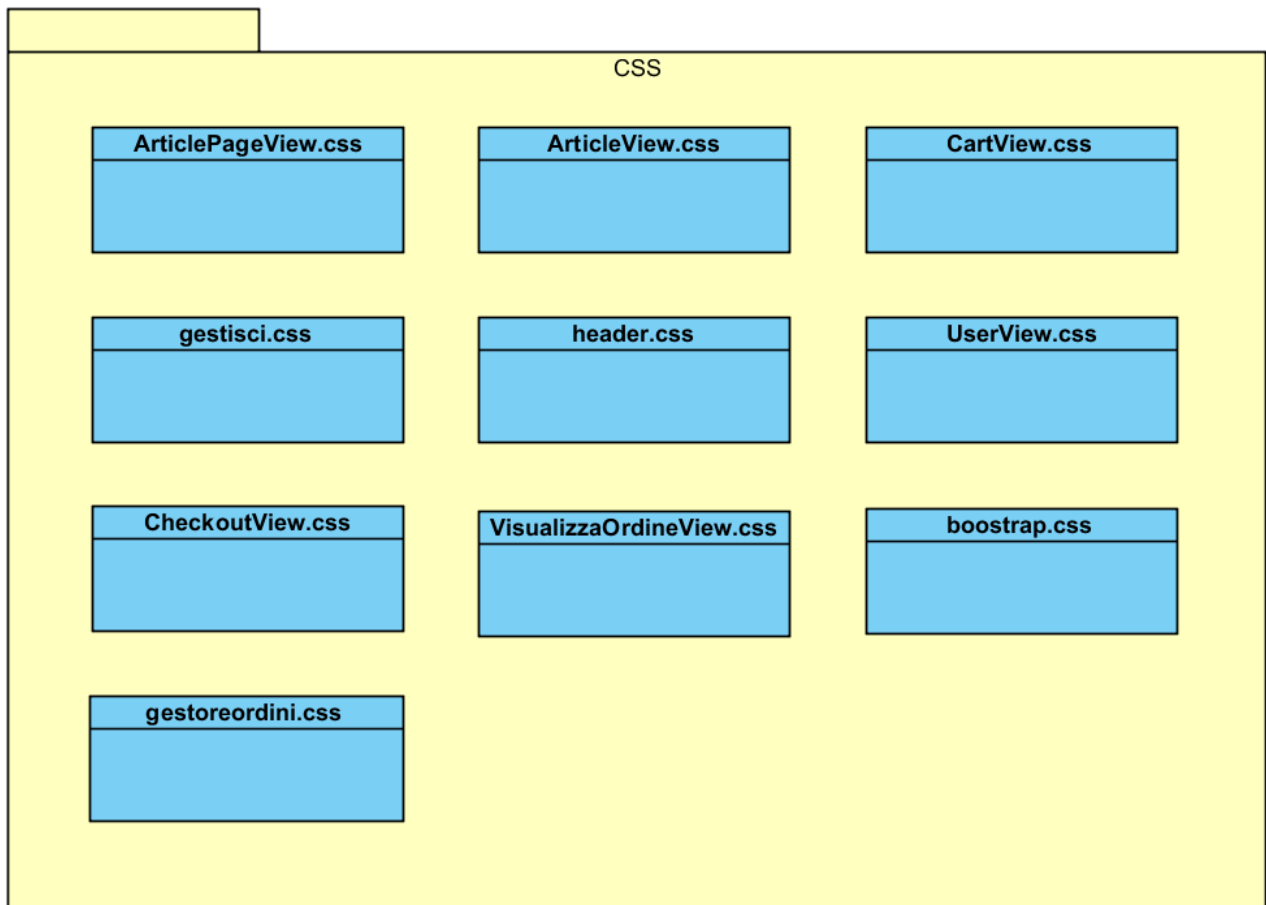 CSS
ArticlePageView.css
ArticleView.css
CartView.css
gestisci.css
header.css
UserView.css
CheckoutView.css
VisualizzaOrdineView.css
boostrap.css
gestoreordini.css